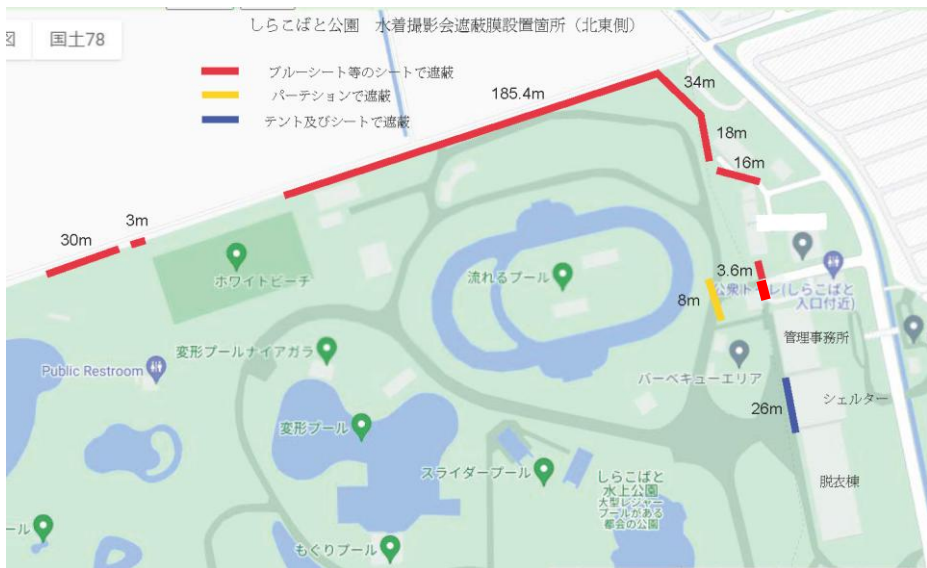 図
国土78
しらこばと公園　水着撮影会遮蔽膜設置箇所（北東側）
ブルーシート等のシートで遮蔽
パーテションで遮蔽
テント及びシートで遮蔽
185.4m
34m
18m
16m
3m
30m
ホワイトビーチ
流れるプール
3.6m
公衆トイレ(しらこばと
入口付近)
8m
管理事務所
変形プールナイアガラ
Public Restroom
バーベキューエリア
26m
シェルター
変形プール
スライダープール
しらこばと
水上公園
大型レジャー
プールがある
都会の公園
脱衣棟
ール
もぐりプール